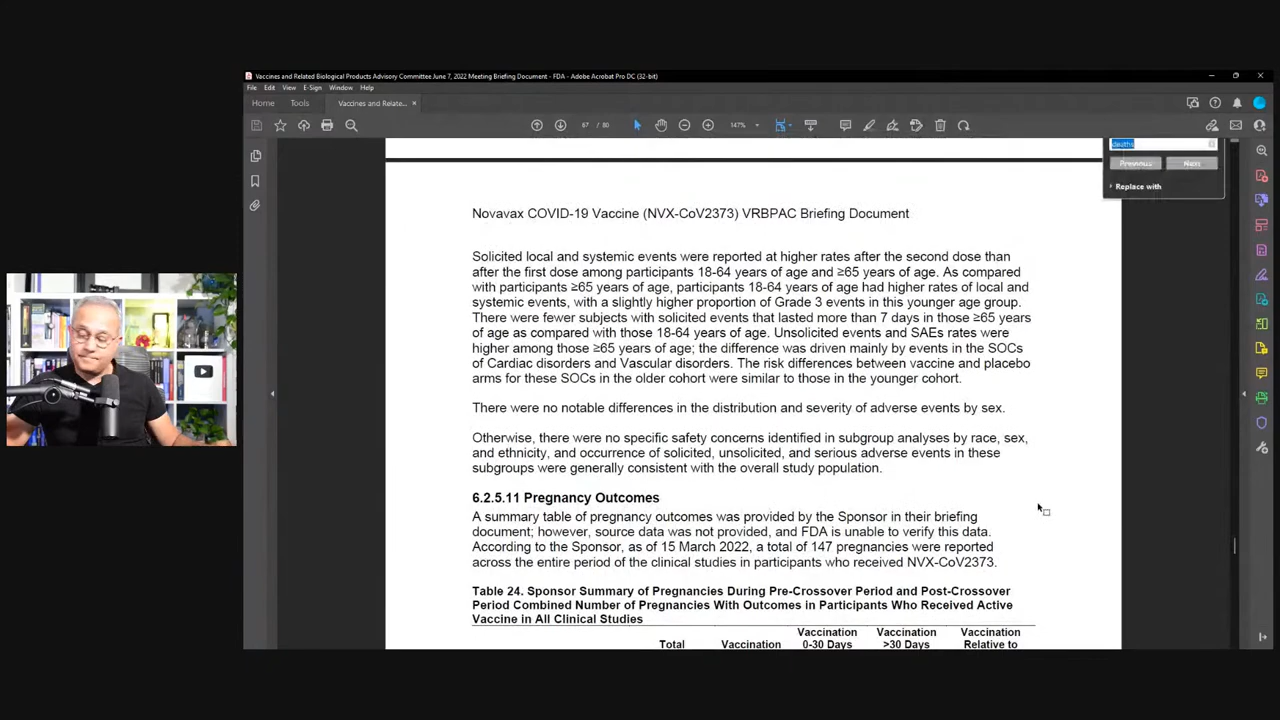 Vaccines and Related Biological Products Advisory Committee June 7, 2022 Meeting Briefing Document - FDA - Adobe Acrobat Pro DC (32-bit)
File Edit View E-Sign Window Help
Home Tools Vaccines and Relate...
67 / 80 147%
deaths
Previous Next
Replace with
Novavax COVID-19 Vaccine (NVX-CoV2373) VRBPAC Briefing Document
Solicited local and systemic events were reported at higher rates after the second dose than
after the first dose among participants 18-64 years of age and ≥65 years of age. As compared
with participants ≥65 years of age, participants 18-64 years of age had higher rates of local and
systemic events, with a slightly higher proportion of Grade 3 events in this younger age group.
There were fewer subjects with solicited events that lasted more than 7 days in those ≥65 years
of age as compared with those 18-64 years of age. Unsolicited events and SAEs rates were
higher among those ≥65 years of age; the difference was driven mainly by events in the SOCs
of Cardiac disorders and Vascular disorders. The risk differences between vaccine and placebo
arms for these SOCs in the older cohort were similar to those in the younger cohort.
There were no notable differences in the distribution and severity of adverse events by sex.
Otherwise, there were no specific safety concerns identified in subgroup analyses by race, sex,
and ethnicity, and occurrence of solicited, unsolicited, and serious adverse events in these
subgroups were generally consistent with the overall study population.
6.2.5.11 Pregnancy Outcomes
A summary table of pregnancy outcomes was provided by the Sponsor in their briefing
document; however, source data was not provided, and FDA is unable to verify this data.
According to the Sponsor, as of 15 March 2022, a total of 147 pregnancies were reported
across the entire period of the clinical studies in participants who received NVX-CoV2373.
Table 24. Sponsor Summary of Pregnancies During Pre-Crossover Period and Post-Crossover
Period Combined Number of Pregnancies With Outcomes in Participants Who Received Active
Vaccine in All Clinical Studies
Vaccination Vaccination Vaccination
Total Vaccination 0-30 Days >30 Days Relative to